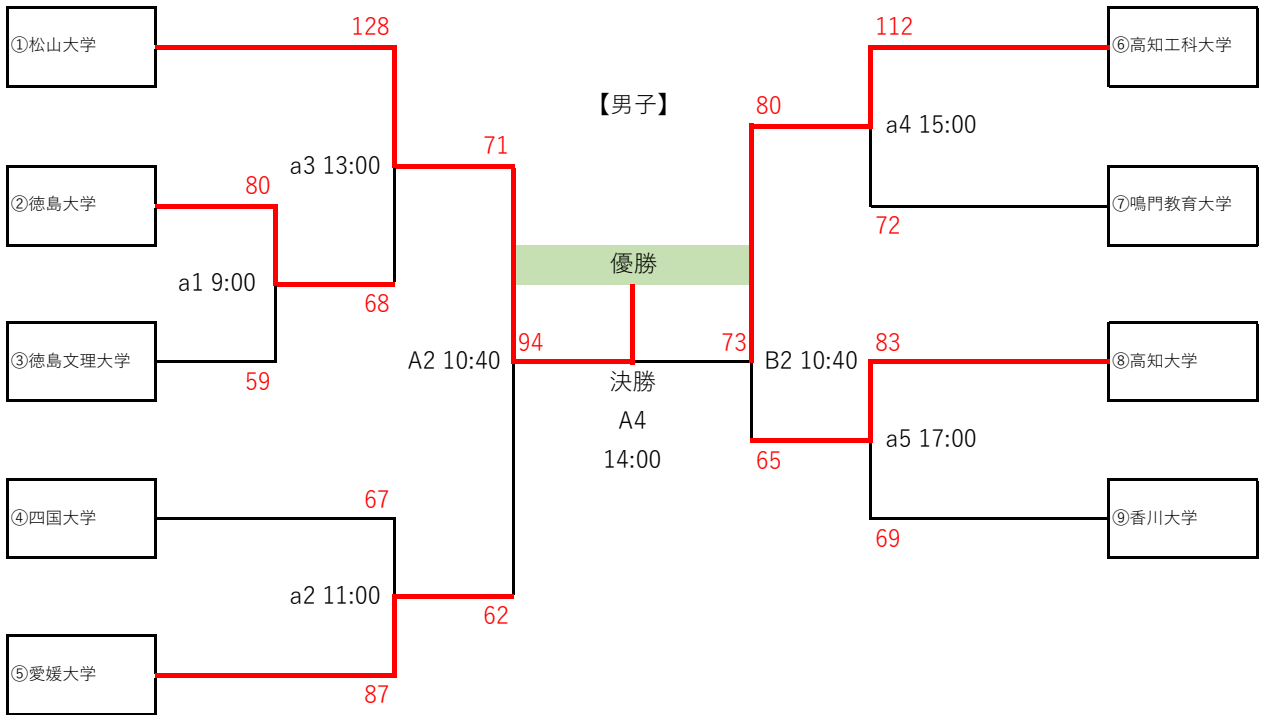 128
112
①松山大学
⑥高知工科大学
【男子】
80
a4 15:00
71
a3 13:00
80
②徳島大学
⑦鳴門教育大学
72
優勝
a1 9:00
68
94
73
83
A2 10:40
B2 10:40
③徳島文理大学
⑧高知大学
59
決勝
A4
14:00
65
a5 17:00
67
④四国大学
⑨香川大学
69
a2 11:00
62
⑤愛媛大学
87